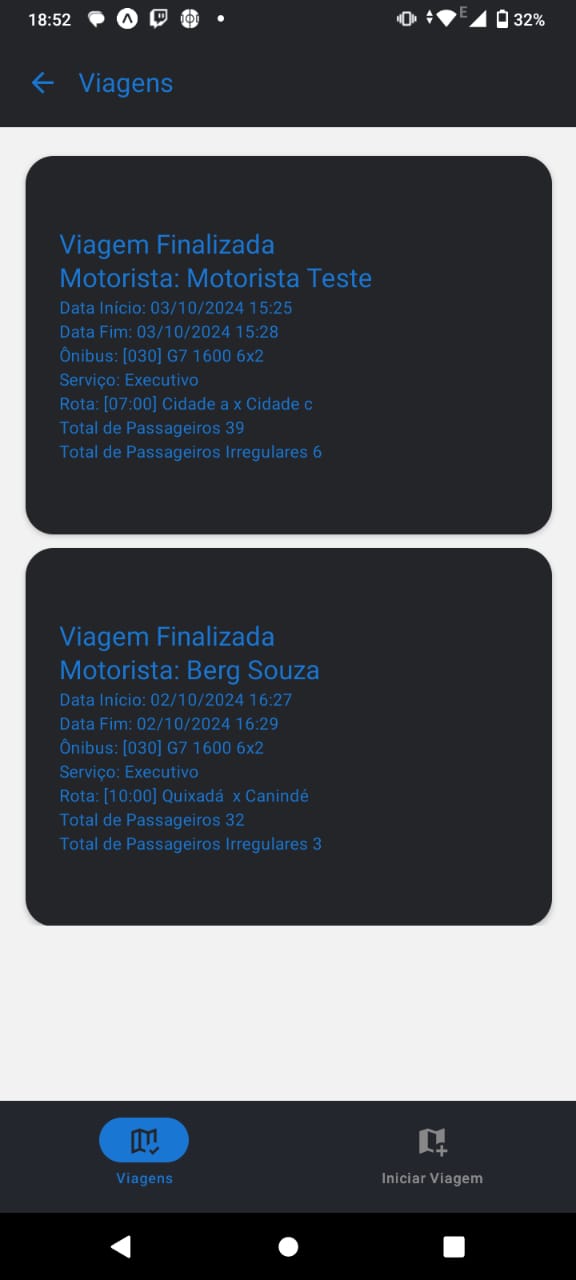 18:52
E
32%
Viagens
Viagem Finalizada
Motorista: Motorista Teste
Data Início: 03/10/2024 15:25
Data Fim: 03/10/2024 15:28
Ônibus: [030] G7 1600 6x2
Serviço: Executivo
Rota: [07:00] Cidade a x Cidade c
Total de Passageiros 39
Total de Passageiros Irregulares 6
Viagem Finalizada
Motorista: Berg Souza
Data Início: 02/10/2024 16:27
Data Fim: 02/10/2024 16:29
Ônibus: [030] G7 1600 6x2
Serviço: Executivo
Rota: [10:00] Quixadá  x Canindé
Total de Passageiros 32
Total de Passageiros Irregulares 3
Viagens
Iniciar Viagem